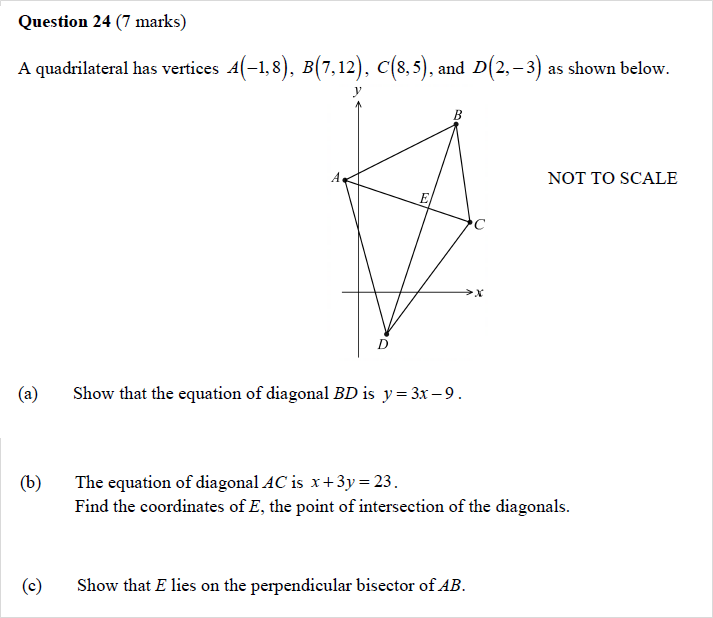 Question 24 (7 marks)
A quadrilateral has vertices A(−1,8), B(7,12), C(8,5), and D(2,−3) as shown below.
y
B
A
NOT TO SCALE
E
C
x
D
(a) Show that the equation of diagonal BD is y = 3x − 9.
(b) The equation of diagonal AC is x + 3y = 23.
Find the coordinates of E, the point of intersection of the diagonals.
(c) Show that E lies on the perpendicular bisector of AB.